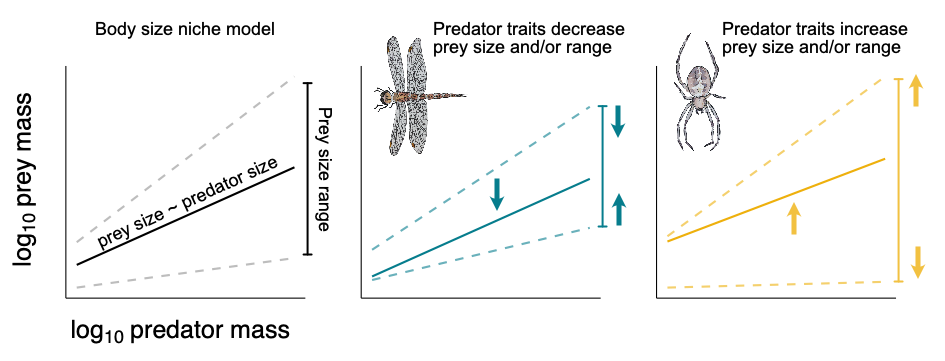 Body size niche model
Predator traits decrease
prey size and/or range
Predator traits increase
prey size and/or range
log10 prey mass
prey size ~ predator size
Prey size range
log10 predator mass